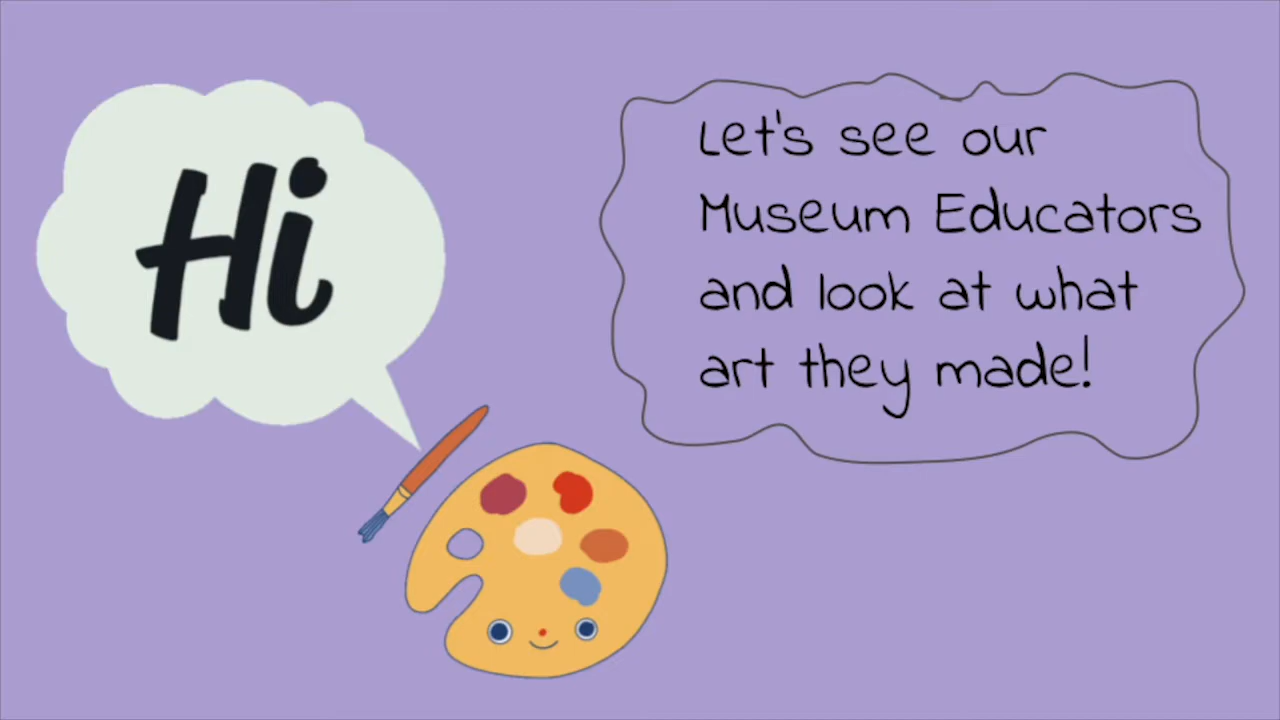 Hi
Let's see our
Museum Educators
and look at what
art they made!